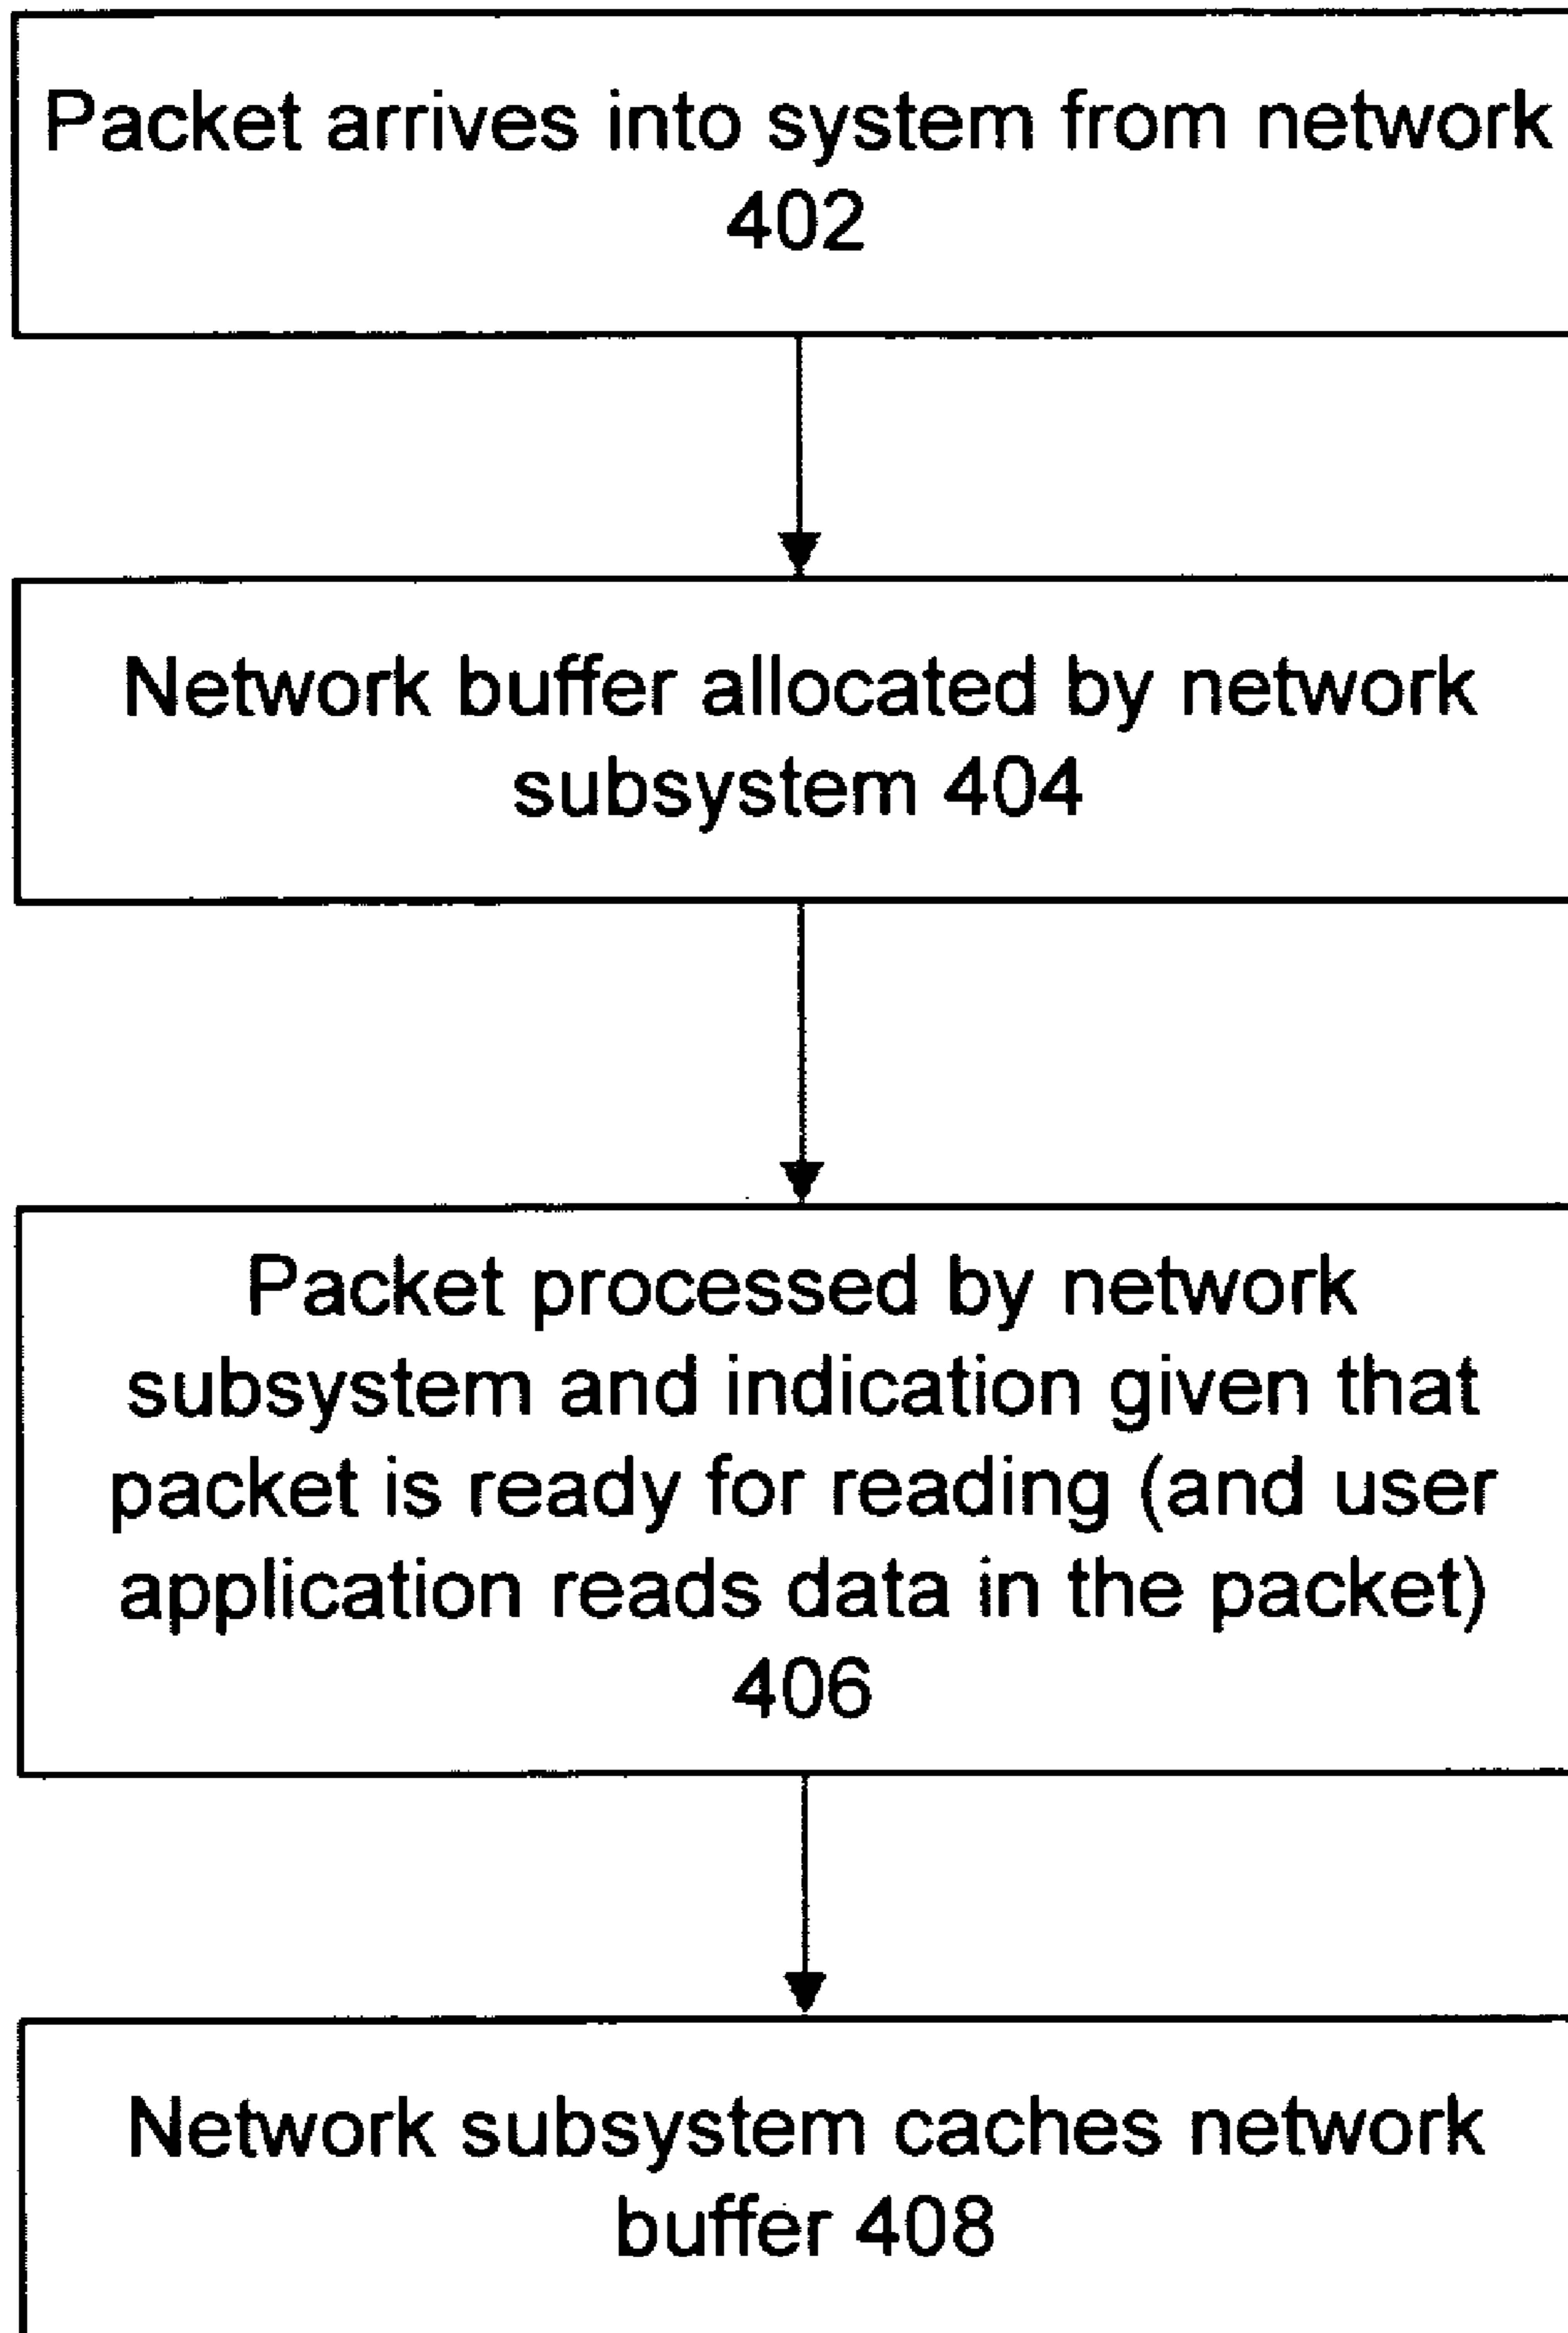 Packet arrives into system from network
402
Network buffer allocated by network
subsystem 404
Packet processed by network
subsystem and indication given that
packet is ready for reading (and user
application reads data in the packet)
406
Network subsystem caches network
buffer 408